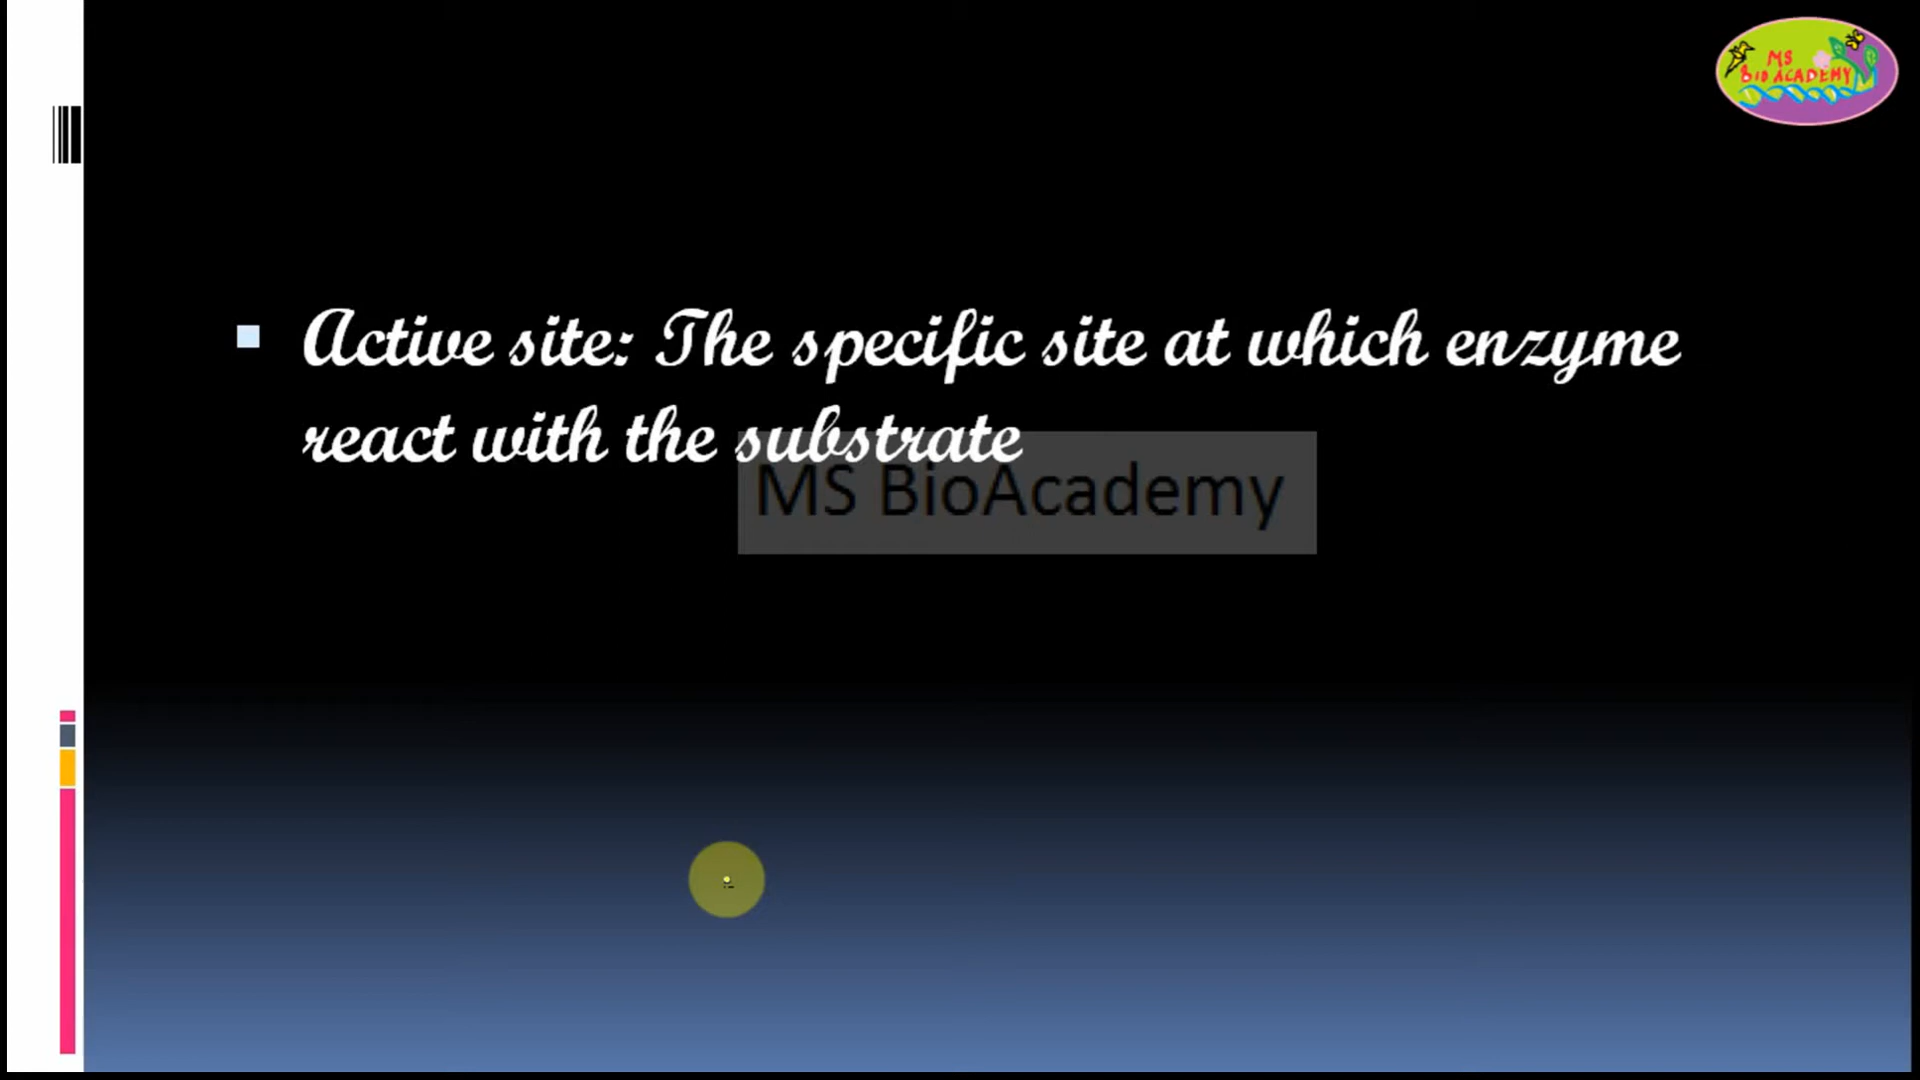 MS
BIO ACADEMY
Active site: The specific site at which enzyme
react with the substrate
MS BioAcademy